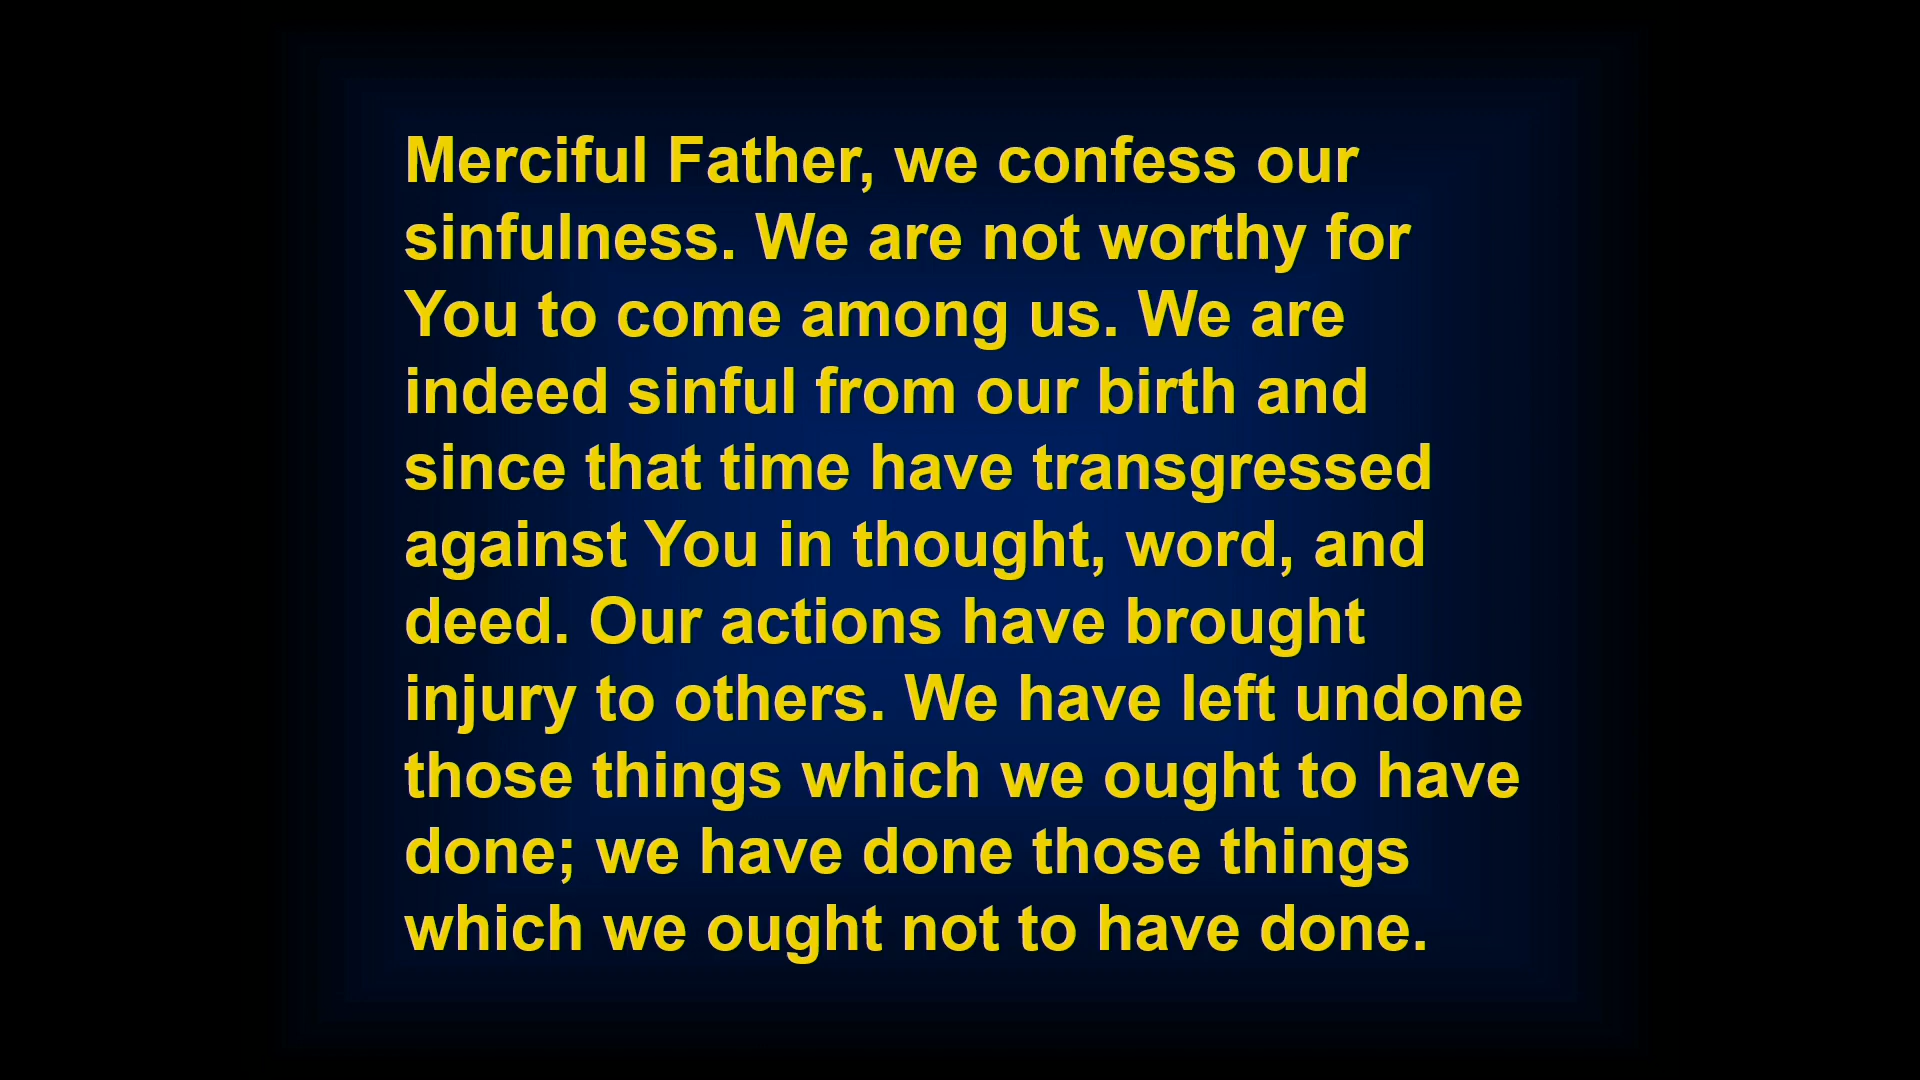 Merciful Father, we confess our
sinfulness. We are not worthy for
You to come among us. We are
indeed sinful from our birth and
since that time have transgressed
against You in thought, word, and
deed. Our actions have brought
injury to others. We have left undone
those things which we ought to have
done; we have done those things
which we ought not to have done.